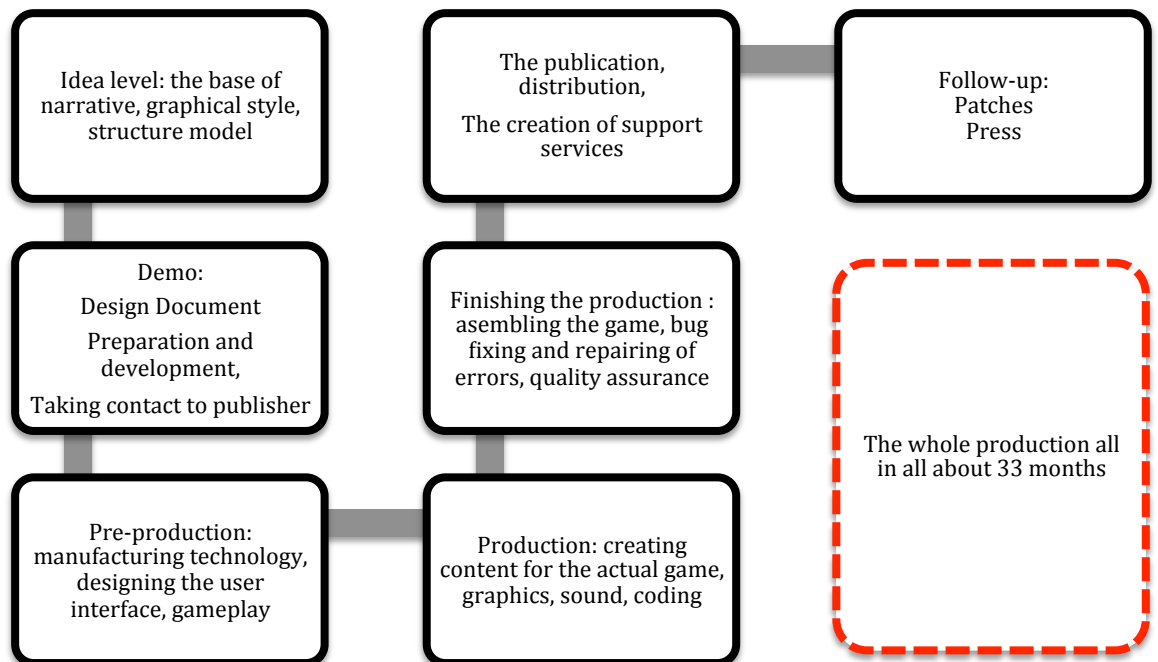 Idea level: the base of
narrative, graphical style,
structure model
Demo:
Design Document
Preparation and
development,
Taking contact to publisher
Pre-production:
manufacturing technology,
designing the user
interface, gameplay
Production: creating
content for the actual game,
graphics, sound, coding
Finishing the production :
asembling the game, bug
fixing and repairing of
errors, quality assurance
The publication,
distribution,
The creation of support
services
Follow-up:
Patches
Press
The whole production all
in all about 33 months